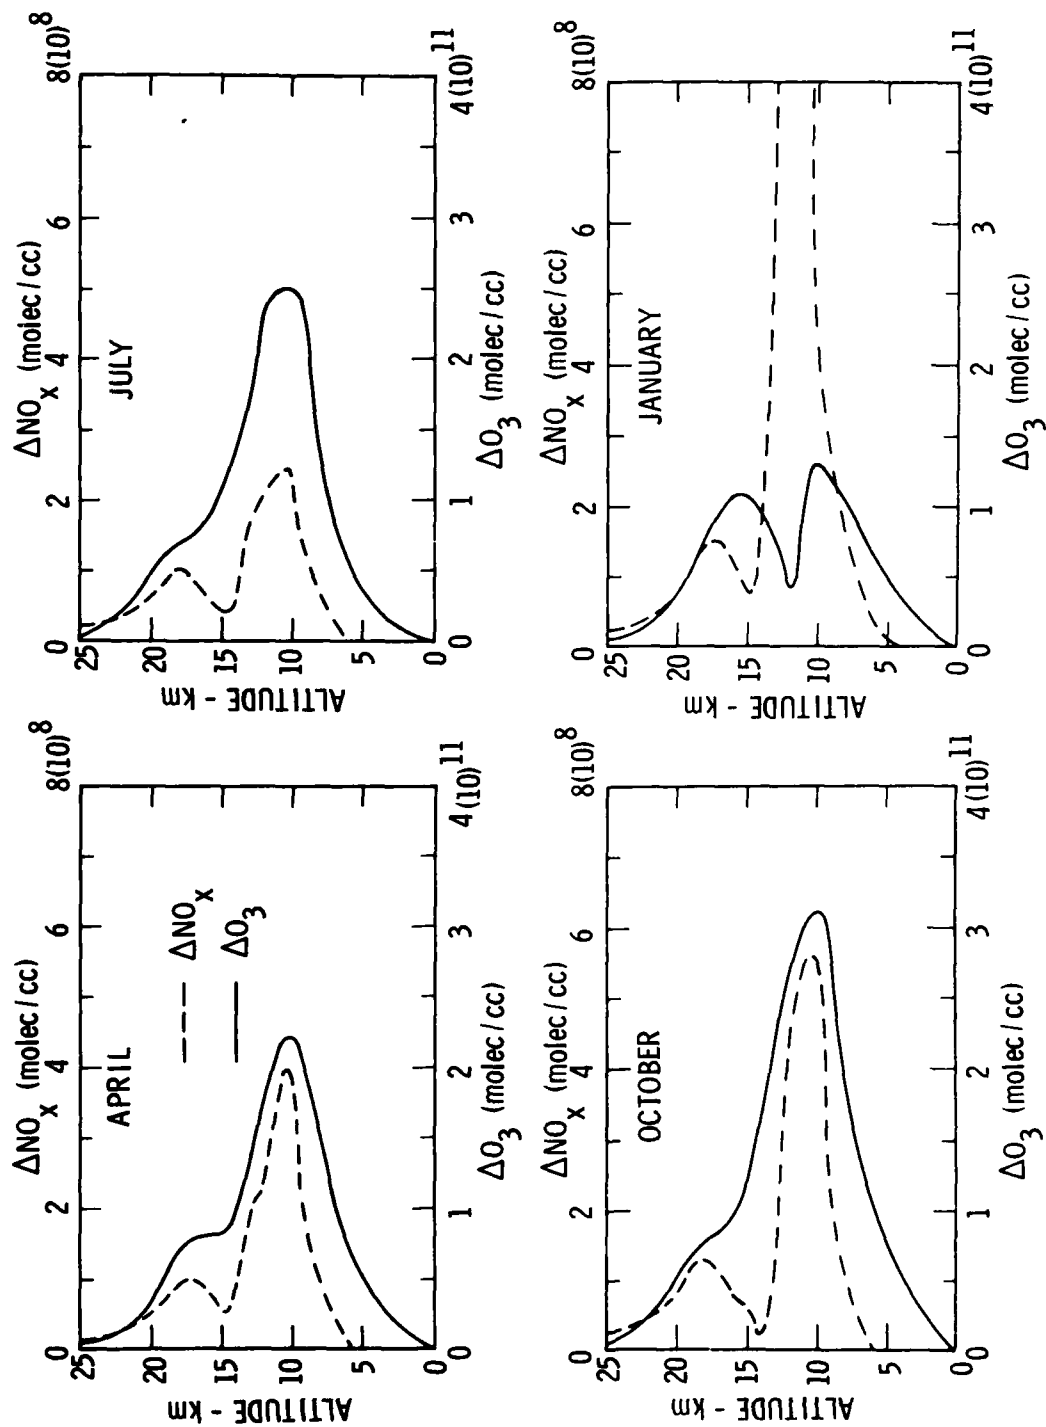 ΔNOx (molec/cc)
0 2 4 6 8(10)^8
APRIL
ΔNOx
ΔO3
ALTITUDE - km
25
20
15
10
5
0
0 1 2 3 4(10)^11
ΔO3 (molec/cc)
ΔNOx (molec/cc)
0 2 4 6 8(10)^8
JULY
ALTITUDE - km
25
20
15
10
5
0
0 1 2 3 4(10)^11
ΔO3 (molec/cc)
ΔNOx (molec/cc)
0 2 4 6 8(10)^8
OCTOBER
ALTITUDE - km
25
20
15
10
5
0
0 1 2 3 4(10)^11
ΔO3 (molec/cc)
ΔNOx (molec/cc)
0 2 4 6 8(10)^8
JANUARY
ALTITUDE - km
25
20
15
10
5
0
0 1 2 3 4(10)^11
ΔO3 (molec/cc)